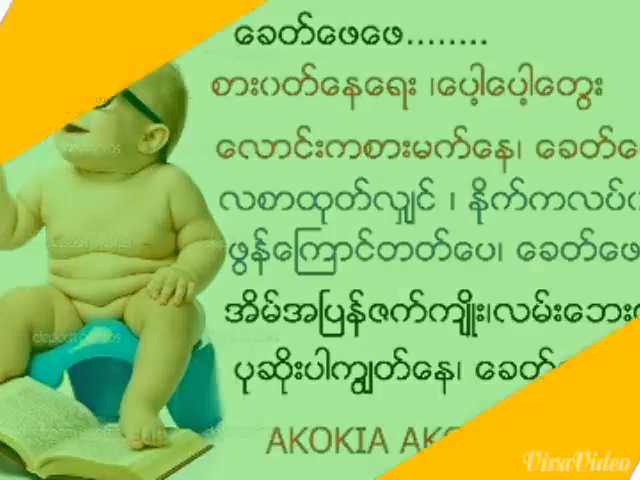 ခေတ်ဖေဖေ........
စားဝတ်နေရေး ၊ပေါ့ပေါ့တွေး
လောင်းကစားမက်နေ၊ ခေတ်ဖေ
လစာထုတ်လျှင် ၊ နိုက်ကလပ်
ဖွန်ကြောင်တတ်ပေ၊ ခေတ်ဖေ
အိမ်အပြန်ဇက်ကျိုး၊လမ်းဘေး
ပုဆိုးပါကျွတ်နေ၊ ခေတ်
AKOKIA
VivaVideo